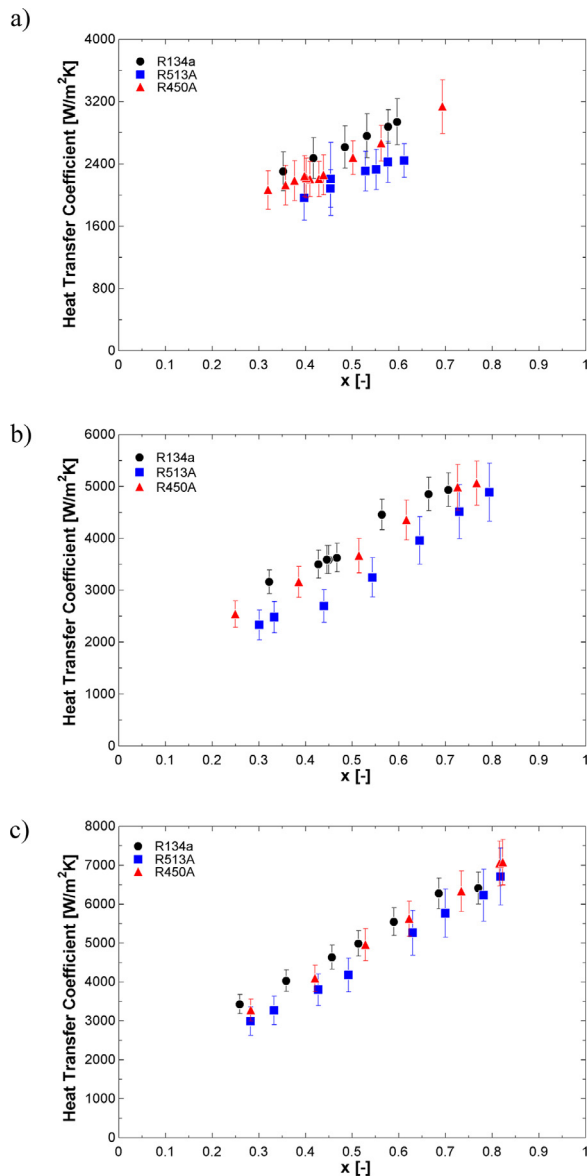 a)
4000
3200
2400
1600
800
0
Heat Transfer Coefficient [W/m²K]
R134a
R513A
R450A
0 0.1 0.2 0.3 0.4 0.5 0.6 0.7 0.8 0.9 1
x [-]
b)
6000
5000
4000
3000
2000
1000
0
Heat Transfer Coefficient [W/m²K]
R134a
R513A
R450A
0 0.1 0.2 0.3 0.4 0.5 0.6 0.7 0.8 0.9 1
x [-]
c)
8000
7000
6000
5000
4000
3000
2000
1000
0
Heat Transfer Coefficient [W/m²K]
R134a
R513A
R450A
0 0.1 0.2 0.3 0.4 0.5 0.6 0.7 0.8 0.9 1
x [-]